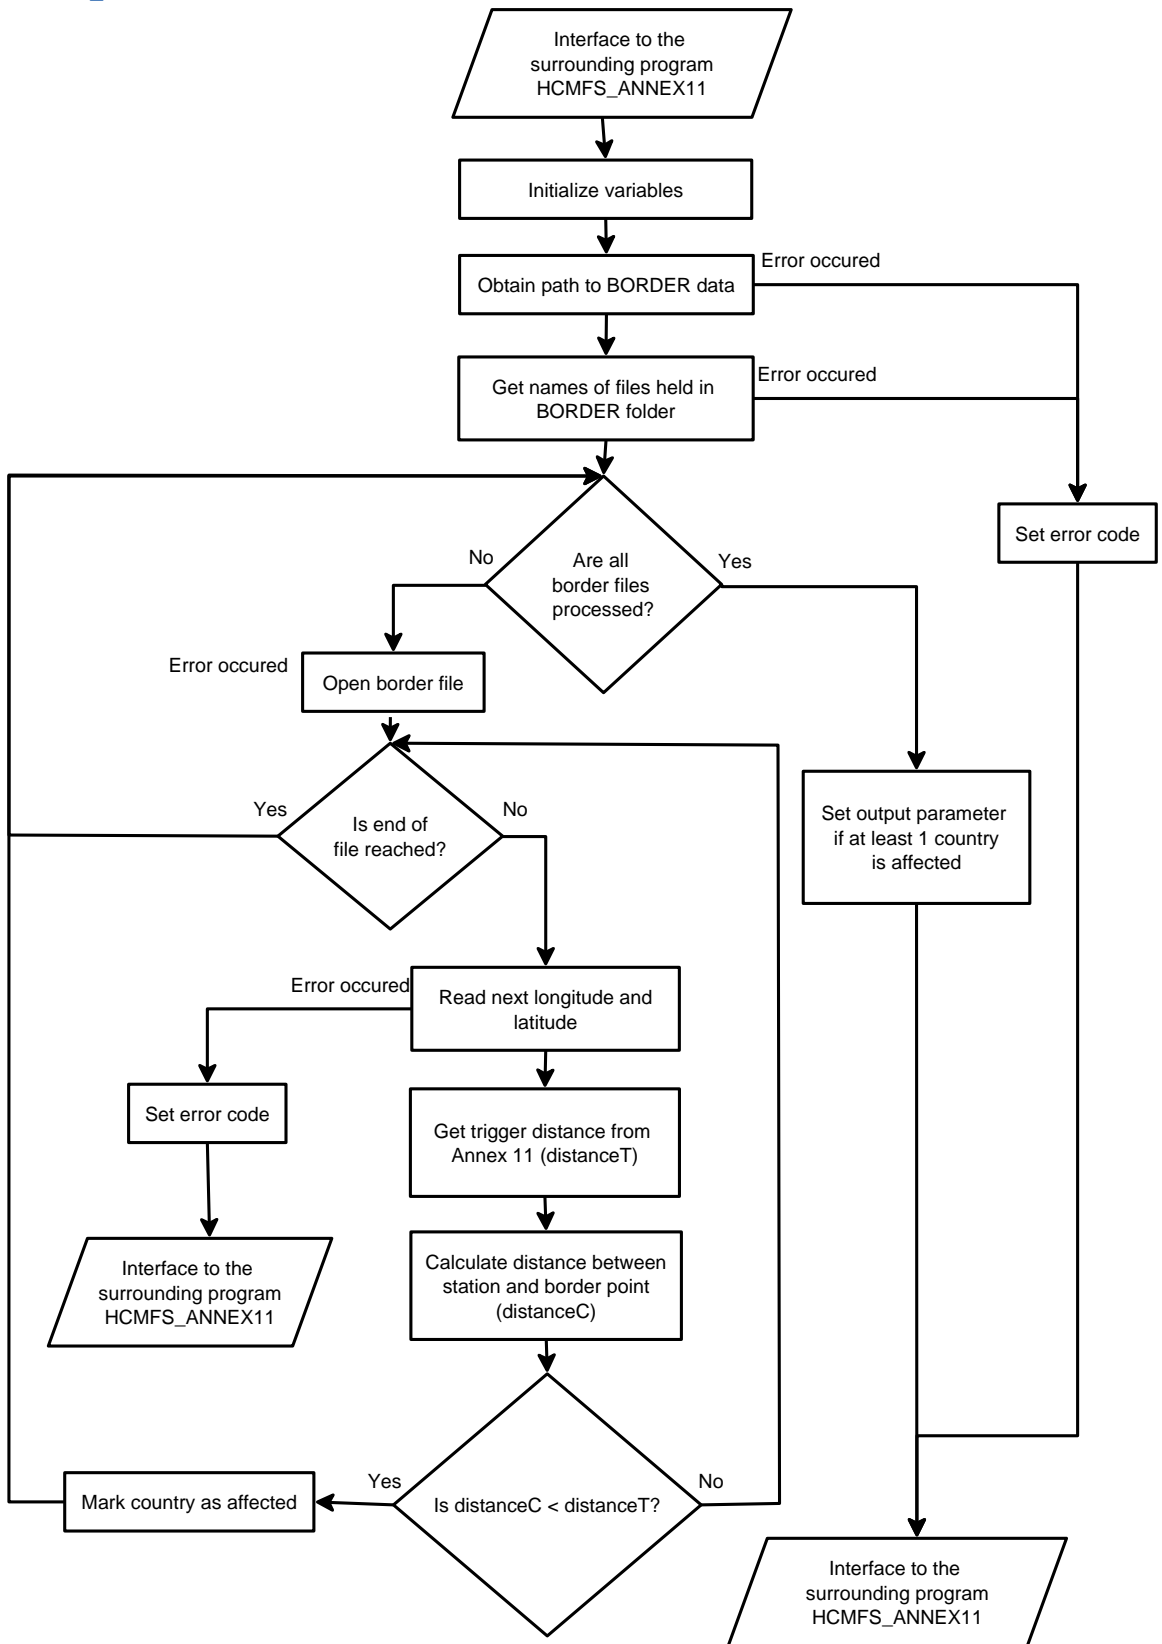 Interface to the
surrounding program
HCMFS_ANNEX11
Initialize variables
Error occured
Obtain path to BORDER data
Error occured
Get names of files held in
BORDER folder
Set error code
No
Yes
Are all
border files
processed?
Error occured
Open border file
Yes
No
Is end of
file reached?
Set output parameter
if at least 1 country
is affected
Error occured
Read next longitude and
latitude
Set error code
Get trigger distance from
Annex 11 (distanceT)
Interface to the
surrounding program
HCMFS_ANNEX11
Calculate distance between
station and border point
(distanceC)
Yes
No
Mark country as affected
Is distanceC < distanceT?
Interface to the
surrounding program
HCMFS_ANNEX11